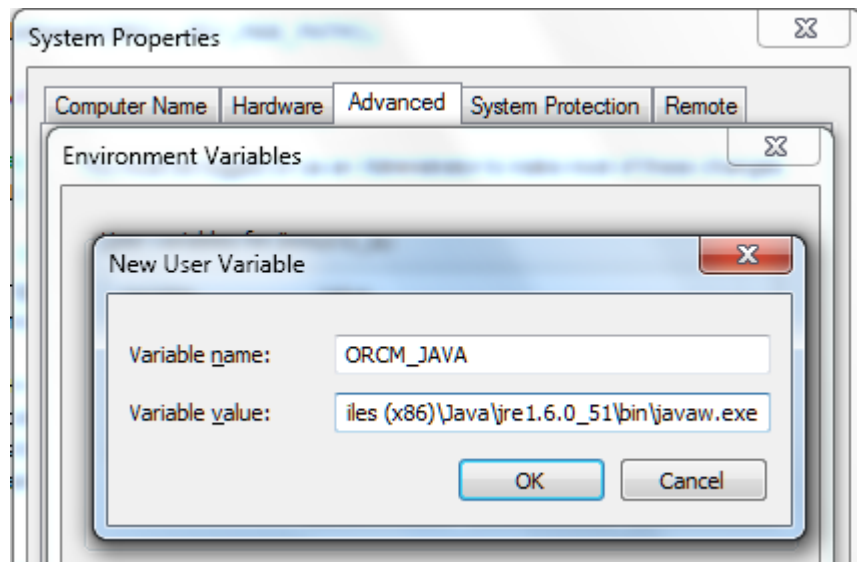 System Properties
Computer Name Hardware Advanced System Protection Remote
Environment Variables
New User Variable
Variable name: ORCM_JAVA
Variable value: iles (x86)\Java\jre1.6.0_51\bin\javaw.exe
OK Cancel